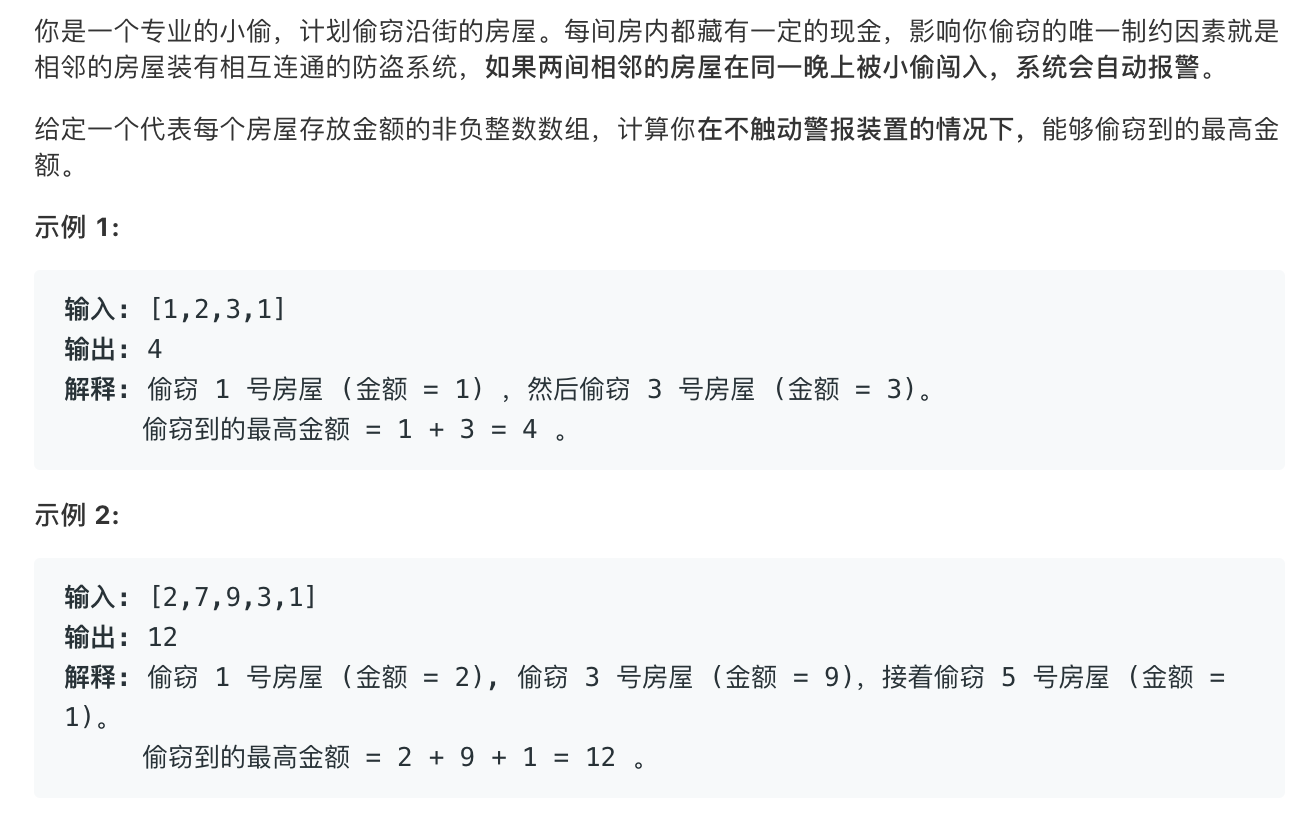 你是一个专业的小偷，计划偷窃沿街的房屋。每间房内都藏有一定的现金，影响你偷窃的唯一制约因素就是
相邻的房屋装有相互连通的防盗系统，如果两间相邻的房屋在同一晚上被小偷闯入，系统会自动报警。
给定一个代表每个房屋存放金额的非负整数数组，计算你在不触动警报装置的情况下，能够偷窃到的最高金
额。
示例 1:
输入: [1,2,3,1]
输出: 4
解释: 偷窃 1 号房屋 (金额 = 1) ，然后偷窃 3 号房屋 (金额 = 3)。
偷窃到的最高金额 = 1 + 3 = 4 。
示例 2:
输入: [2,7,9,3,1]
输出: 12
解释: 偷窃 1 号房屋 (金额 = 2), 偷窃 3 号房屋 (金额 = 9)，接着偷窃 5 号房屋 (金额 =
1)。
偷窃到的最高金额 = 2 + 9 + 1 = 12 。